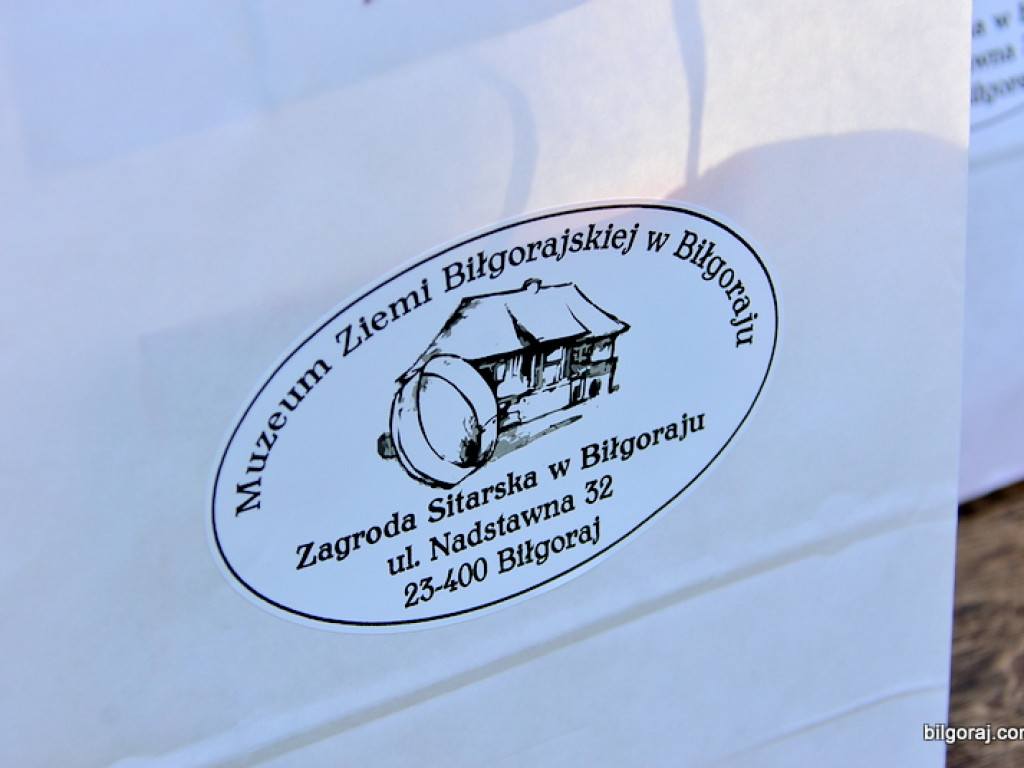 Muzeum Ziemi Biłgorajskiej w Biłgoraju
Zagroda Sitarska w Biłgoraju
ul. Nadstawna 32
23-400 Biłgoraj
bilgoraj.com